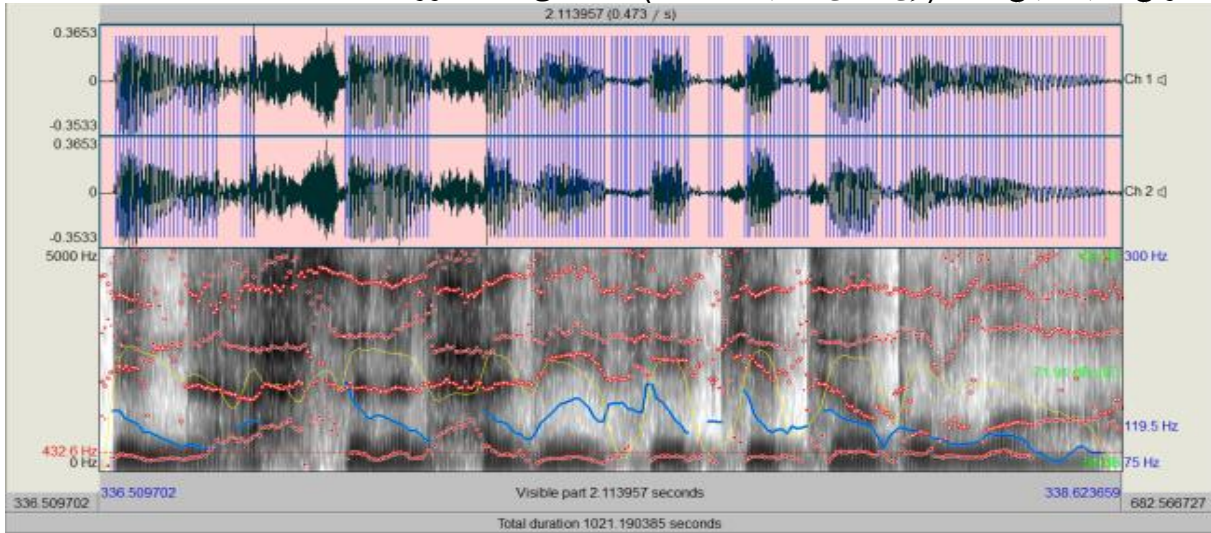 2.113957 (0.473 / s)
0.3653
0
-0.3533
Ch 1
0.3653
0
-0.3533
Ch 2
5000 Hz
300 Hz
432.6 Hz
0 Hz
119.5 Hz
75 Hz
336.509702
336.509702
Visible part 2.113957 seconds
338.623659
682.566727
Total duration 1021.190385 seconds